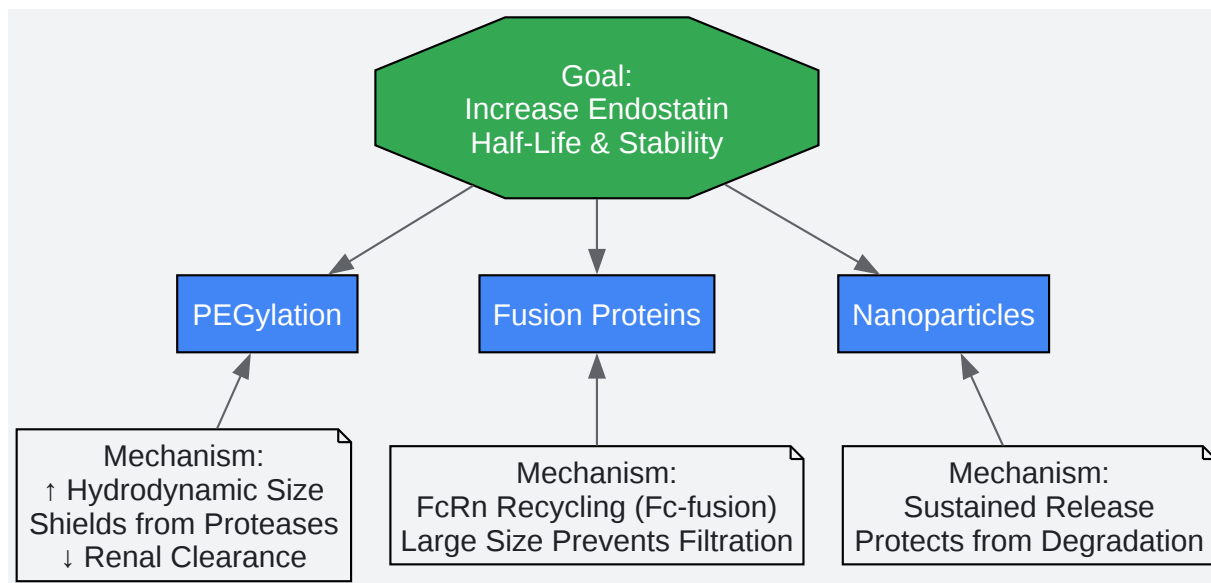 Goal:
Increase Endostatin
Half-Life & Stability
PEGylation
Fusion Proteins
Nanoparticles
Mechanism:
↑ Hydrodynamic Size
Shields from Proteases
↓ Renal Clearance
Mechanism:
FcRn Recycling (Fc-fusion)
Large Size Prevents Filtration
Mechanism:
Sustained Release
Protects from Degradation